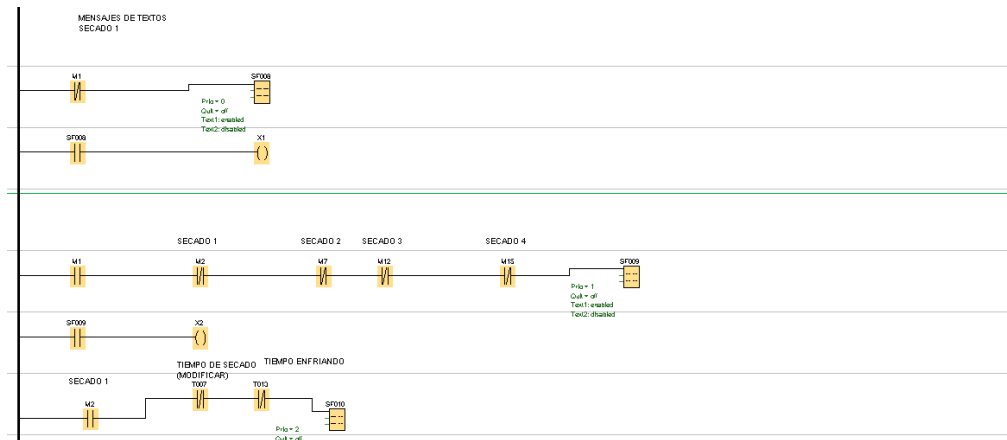 MENSAJES DE TEXTOS
SECADO 1
M1
SF008
Prio = 0
Quit = off
Text1: enabled
Text2: disabled
SF008
X1
SECADO 1
SECADO 2
SECADO 3
SECADO 4
M1
M2
M7
M12
M15
SF009
Prio = 1
Quit = off
Text1: enabled
Text2: disabled
SF009
X2
TIEMPO DE SECADO
(MODIFICAR)
TIEMPO ENFRIANDO
SECADO 1
T007
T013
M2
SF010
Prio = 2
Quit = off